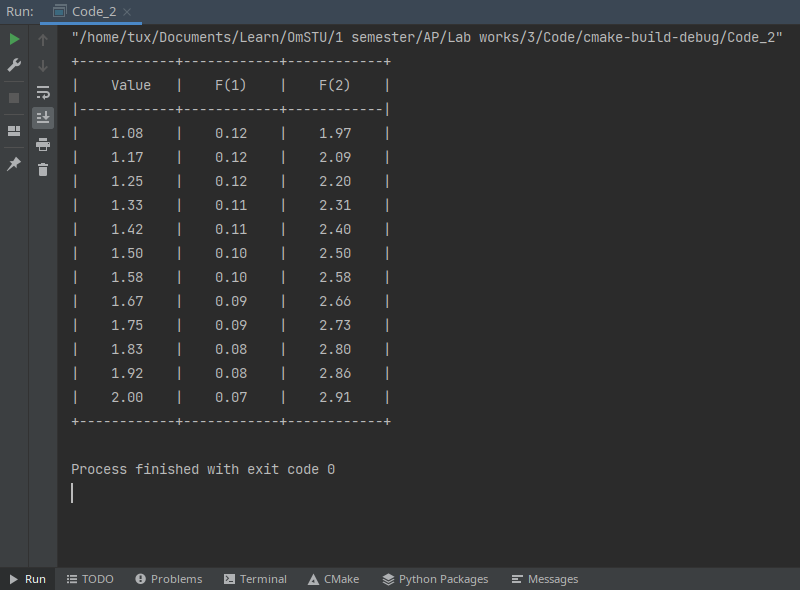 Run: Code_2
"/home/tux/Documents/Learn/OmSTU/1 semester/AP/Lab works/3/Code/cmake-build-debug/Code_2"
+------------+------------+------------+
|    Value   |    F(1)    |    F(2)    |
|------------+------------+------------|
|    1.08    |    0.12    |    1.97    |
|    1.17    |    0.12    |    2.09    |
|    1.25    |    0.12    |    2.20    |
|    1.33    |    0.11    |    2.31    |
|    1.42    |    0.11    |    2.40    |
|    1.50    |    0.10    |    2.50    |
|    1.58    |    0.10    |    2.58    |
|    1.67    |    0.09    |    2.66    |
|    1.75    |    0.09    |    2.73    |
|    1.83    |    0.08    |    2.80    |
|    1.92    |    0.08    |    2.86    |
|    2.00    |    0.07    |    2.91    |
+------------+------------+------------+
Process finished with exit code 0
Run TODO Problems Terminal CMake Python Packages Messages